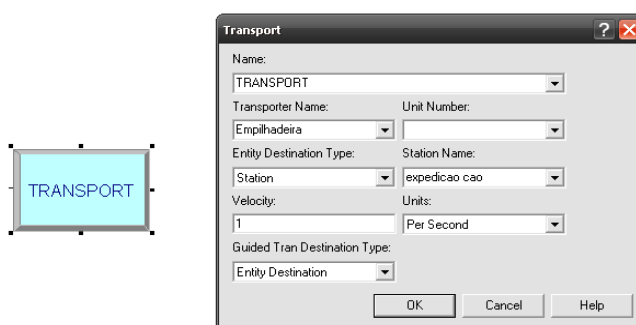 TRANSPORT
Transport
Name:
TRANSPORT
Transporter Name: Unit Number:
Empilhadeira
Entity Destination Type: Station Name:
Station expedicao cao
Velocity: Units:
1 Per Second
Guided Tran Destination Type:
Entity Destination
OK Cancel Help